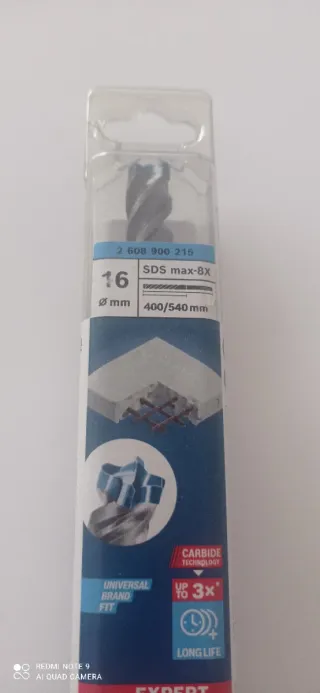 2 608 900 219
16
Ø mm
SDS max-8X
400/540 mm
CARBIDE
TECHNOLOGY
UP TO 3x*
LONG LIFE
UNIVERSAL
BRAND
FIT
EXPERT
REDMI NOTE 9
AI QUAD CAMERA